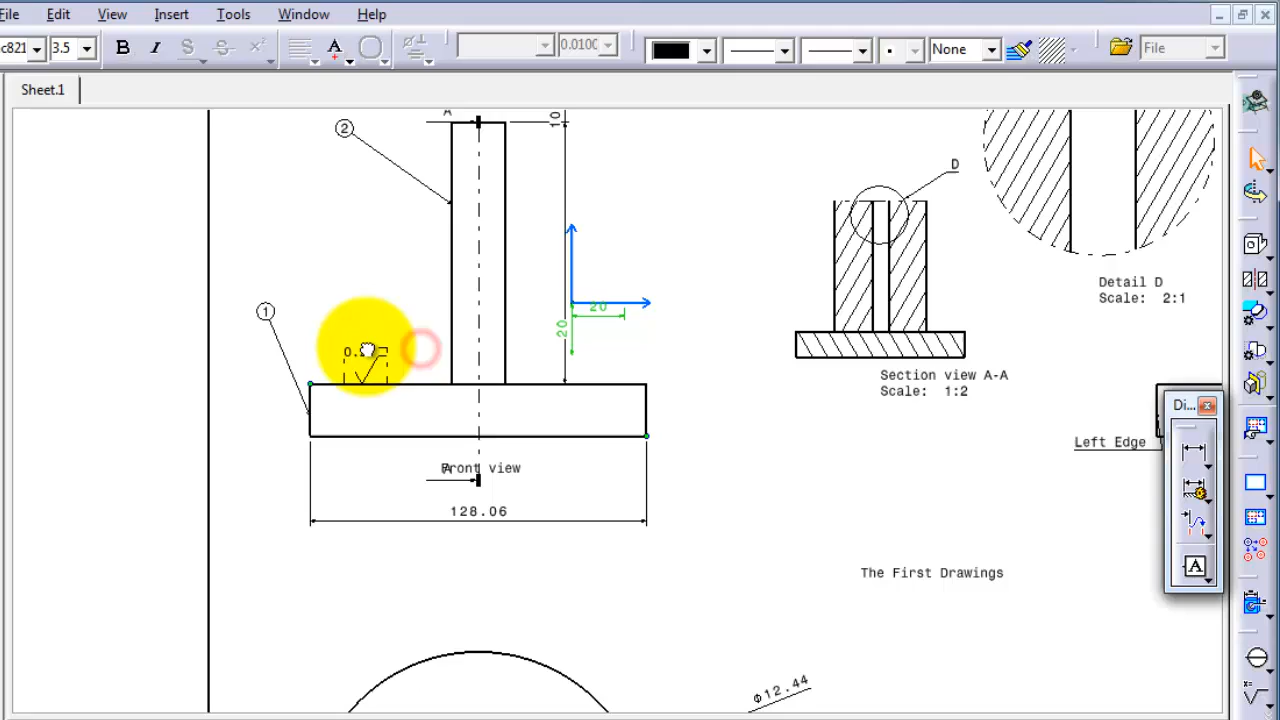 File Edit View Insert Tools Window Help
3.5 B I S None File
Sheet.1
A 10
2
D
Detail D
Scale: 2:1
1
20
20
Section view A-A
Scale: 1:2
Di...
Left Edge
A
Front view
A
128.06
The First Drawings
Φ12.44